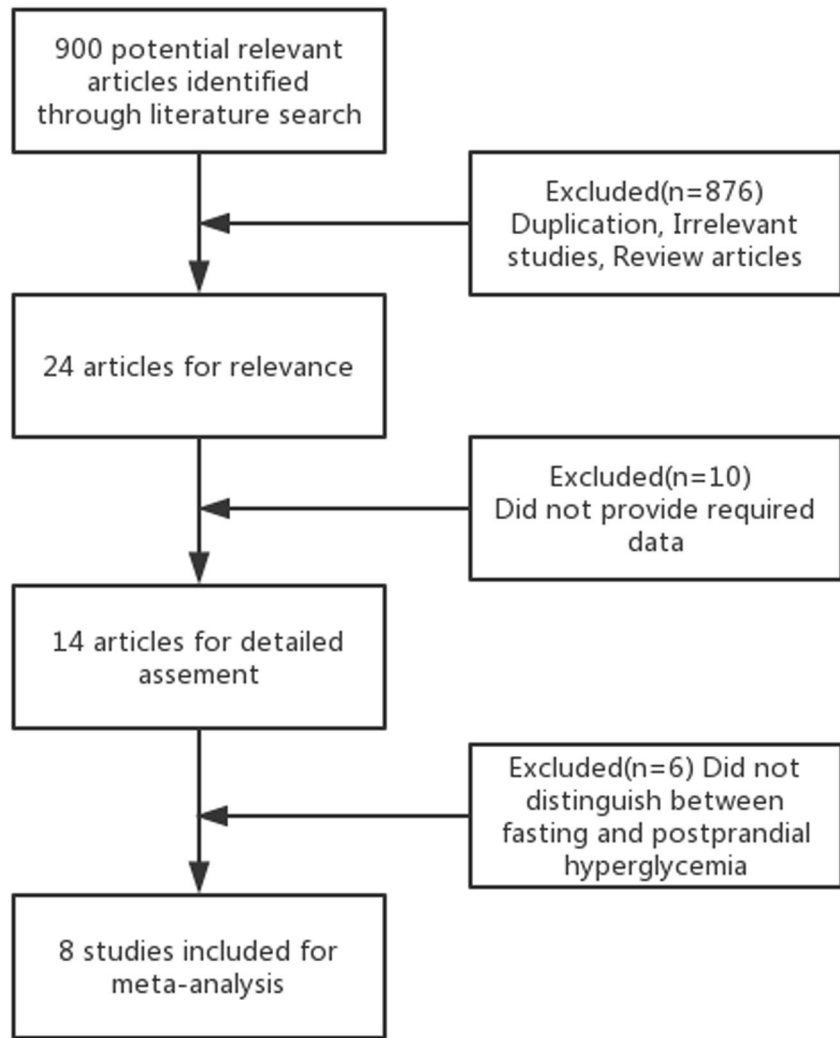 900 potential relevant
articles identified
through literature search
Excluded(n=876)
Duplication, Irrelevant
studies, Review articles
24 articles for relevance
Excluded(n=10)
Did not provide required
data
14 articles for detailed
assement
Excluded(n=6) Did not
distinguish between
fasting and postprandial
hyperglycemia
8 studies included for
meta-analysis